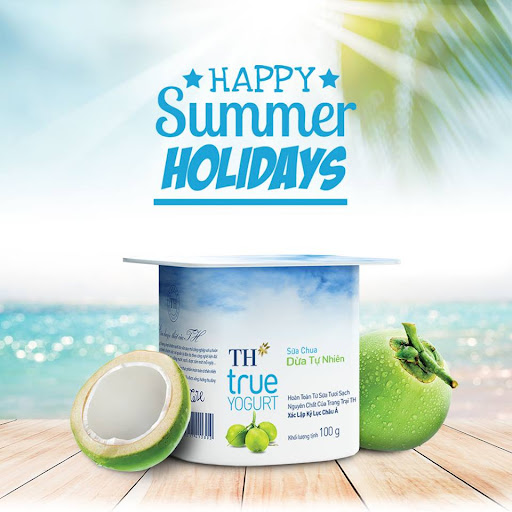 HAPPY
Summer
HOLIDAYS
TH
true
YOGURT
Sữa Chua
Dừa Tự Nhiên
Hoàn Toàn Từ Sữa Tươi Sạch
Nguyên Chất Của Trang Trại TH
Xác Lập Kỷ Lục Châu Á
Khối lượng tịnh 100 g